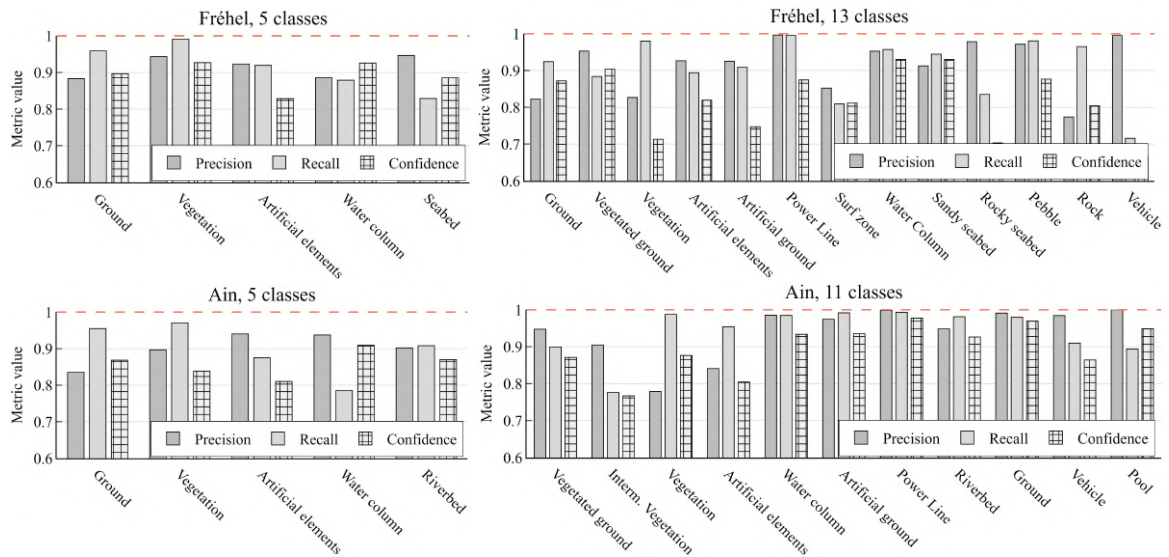 Fréhel, 5 classes
Metric value
1
0.9
0.8
0.7
0.6
Precision Recall Confidence
Ground
Vegetation
Artificial elements
Water column
Seabed
Fréhel, 13 classes
Metric value
1
0.9
0.8
0.7
0.6
Precision Recall Confidence
Ground
Vegetated ground
Vegetation
Artificial elements
Artificial ground
Power Line
Surf zone
Water Column
Sandy seabed
Rocky seabed
Pebble
Rock
Vehicle
Ain, 5 classes
Metric value
1
0.9
0.8
0.7
0.6
Precision Recall Confidence
Ground
Vegetation
Artificial elements
Water column
Riverbed
Ain, 11 classes
Metric value
1
0.9
0.8
0.7
0.6
Precision Recall Confidence
Vegetated ground
Interm. Vegetation
Vegetation
Artificial elements
Water column
Artificial ground
Power Line
Riverbed
Ground
Vehicle
Pool